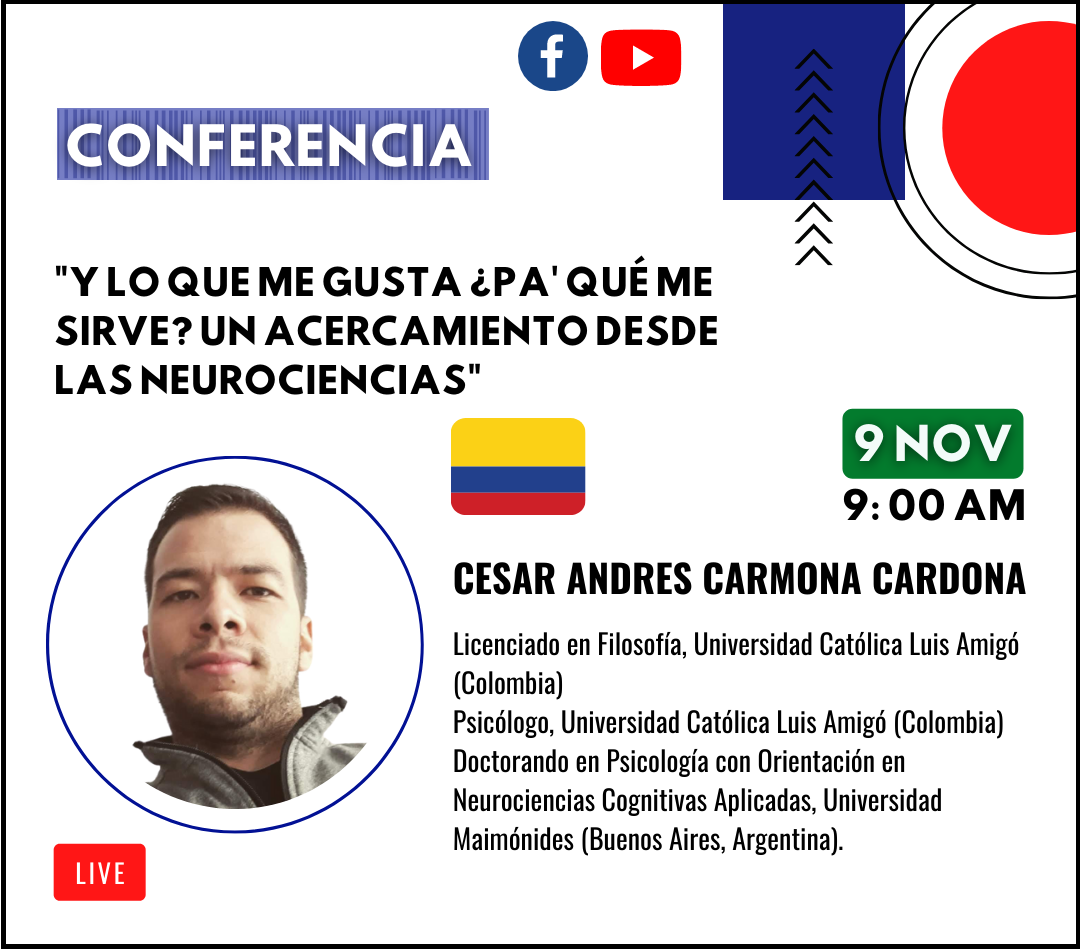 CONFERENCIA
"Y LO QUE ME GUSTA ¿PA' QUÉ ME
SIRVE? UN ACERCAMIENTO DESDE
LAS NEUROCIENCIAS"
9 NOV
9:00 AM
CESAR ANDRES CARMONA CARDONA
Licenciado en Filosofía, Universidad Católica Luis Amigó
(Colombia)
Psicólogo, Universidad Católica Luis Amigó (Colombia)
Doctorando en Psicología con Orientación en
Neurociencias Cognitivas Aplicadas, Universidad
Maimónides (Buenos Aires, Argentina).
LIVE